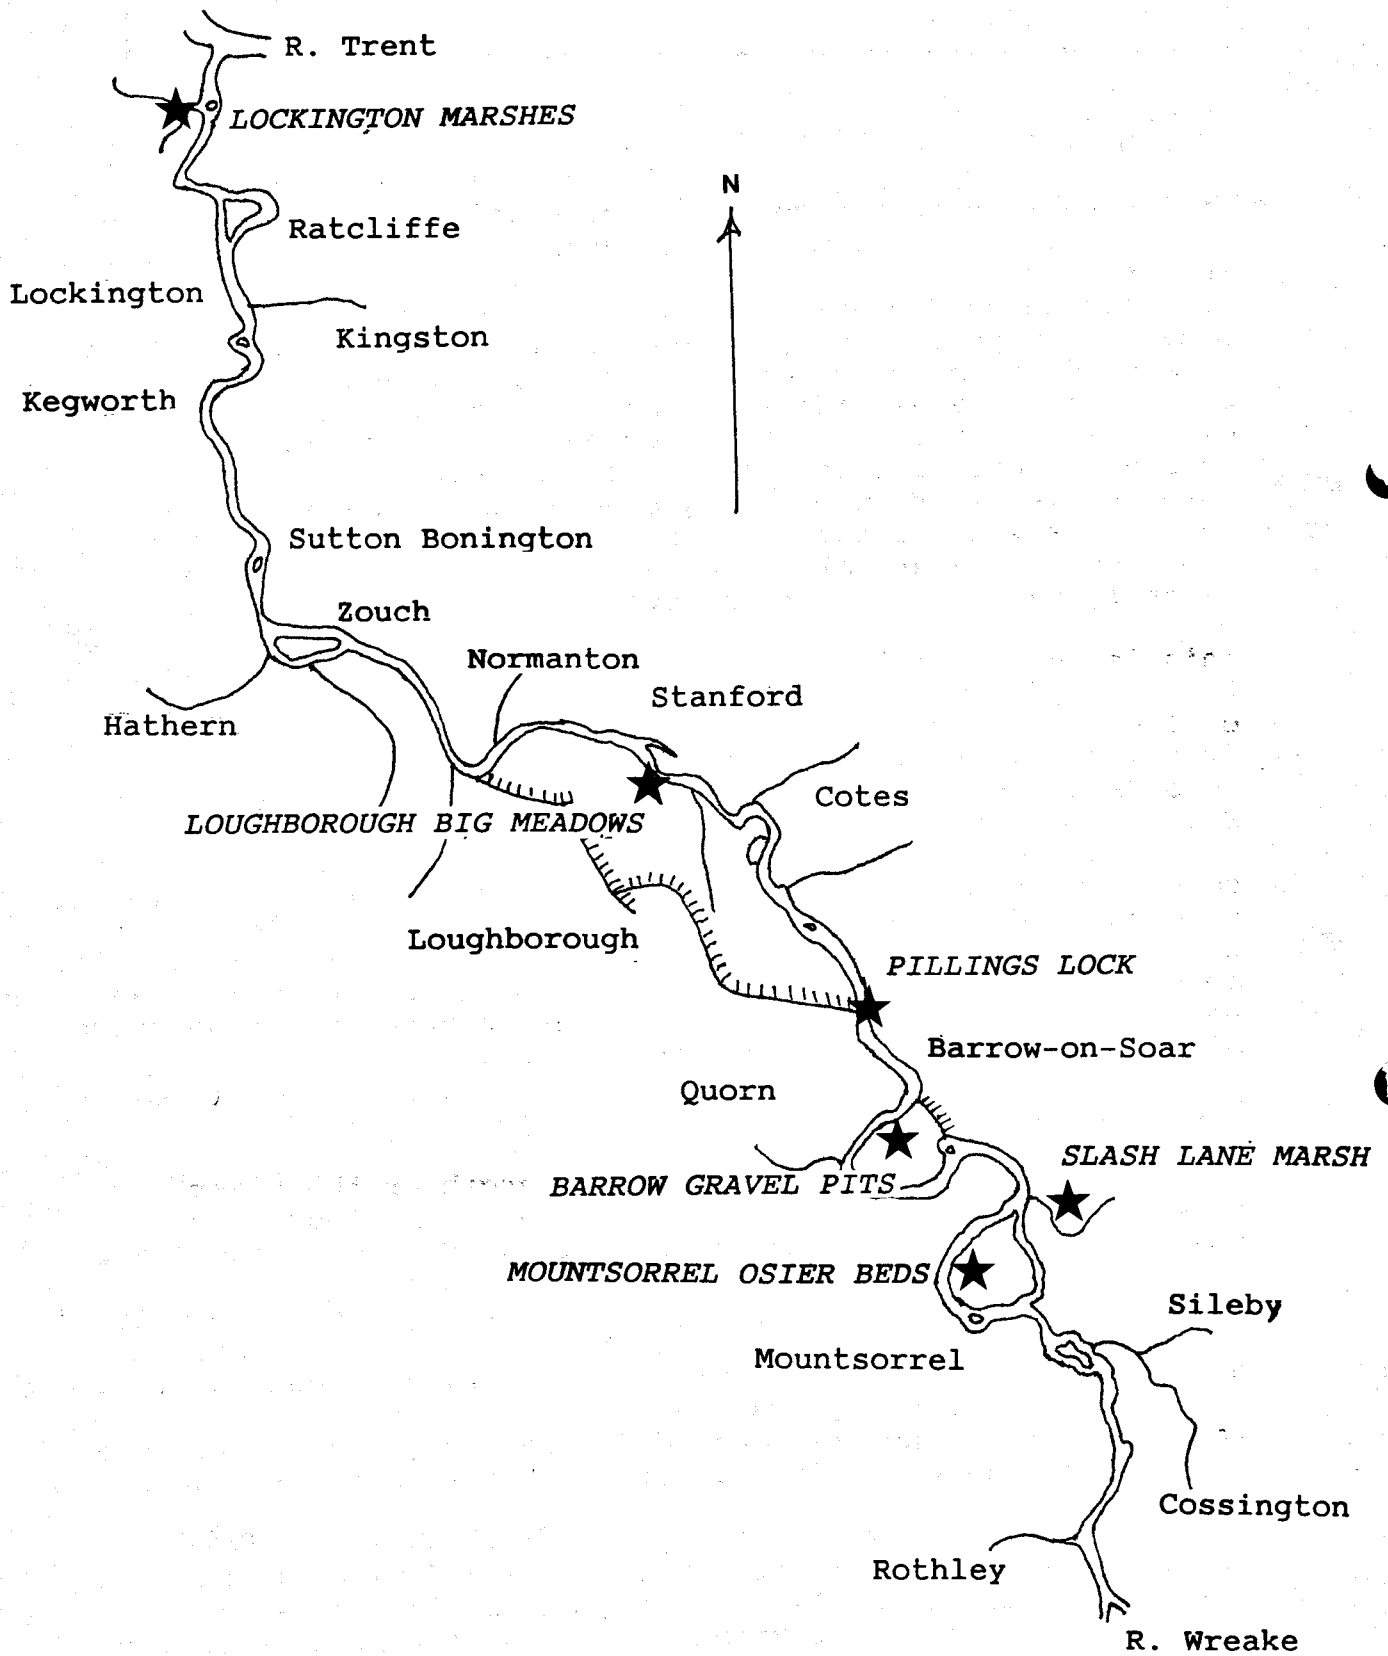 R. Trent
LOCKINGTON MARSHES
N
Ratcliffe
Lockington
Kingston
Kegworth
Sutton Bonington
Zouch
Normanton
Stanford
Hathern
Cotes
LOUGHBOROUGH BIG MEADOWS
Loughborough
PILLINGS LOCK
Barrow-on-Soar
Quorn
SLASH LANE MARSH
BARROW GRAVEL PITS
MOUNTSORREL OSIER BEDS
Sileby
Mountsorrel
Cossington
Rothley
R. Wreake